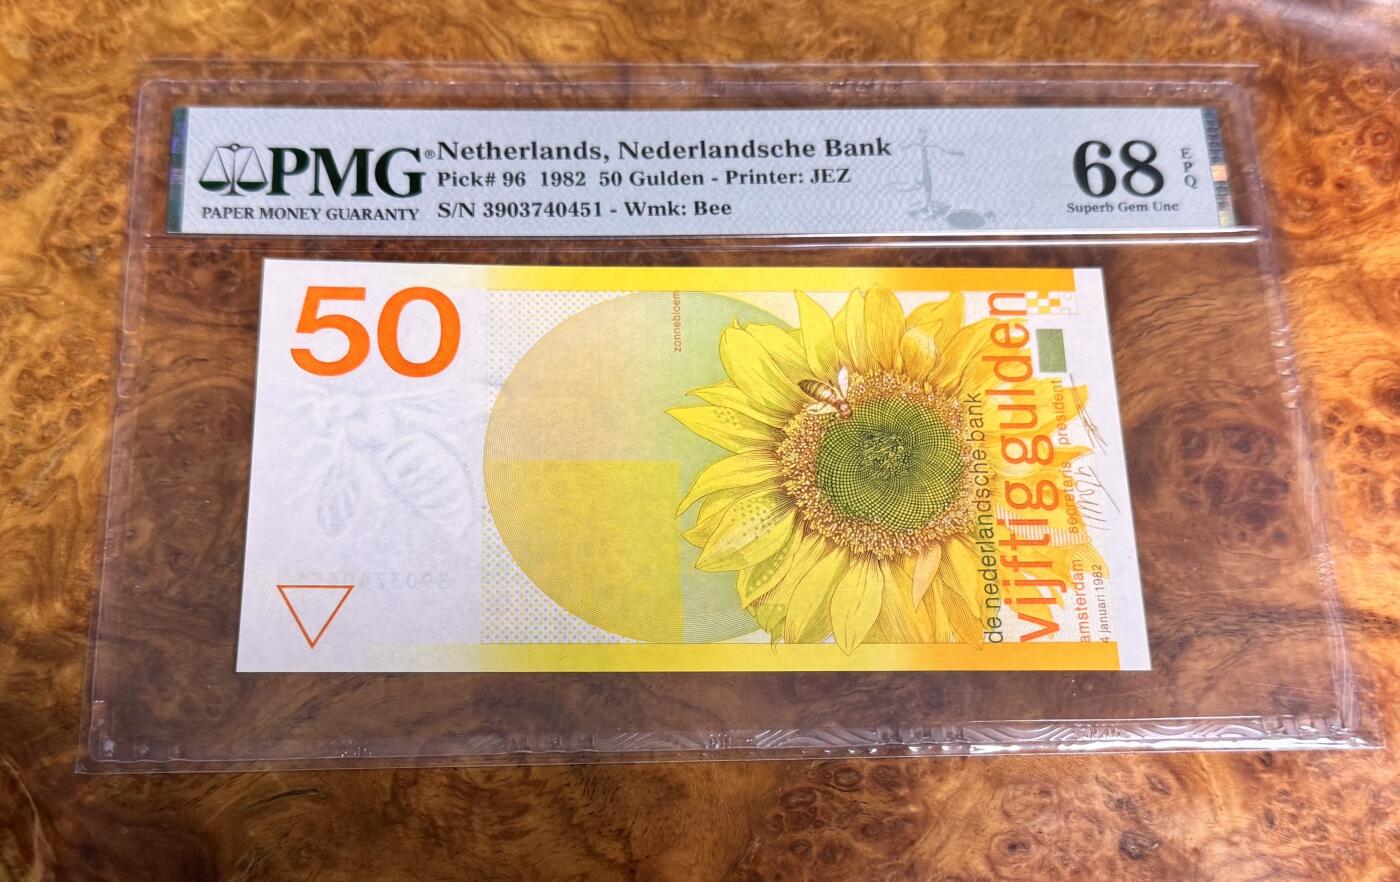 PMG®
PAPER MONEY GUARANTY
Netherlands, Nederlandsche Bank
Pick# 96 1982 50 Gulden - Printer: JEZ
S/N 3903740451 - Wmk: Bee
68
EPQ
Superb Gem Unc
50
zonnebloem
de nederlandsche bank
vijftig gulden
amsterdam
4 januari 1982
secretaris
president